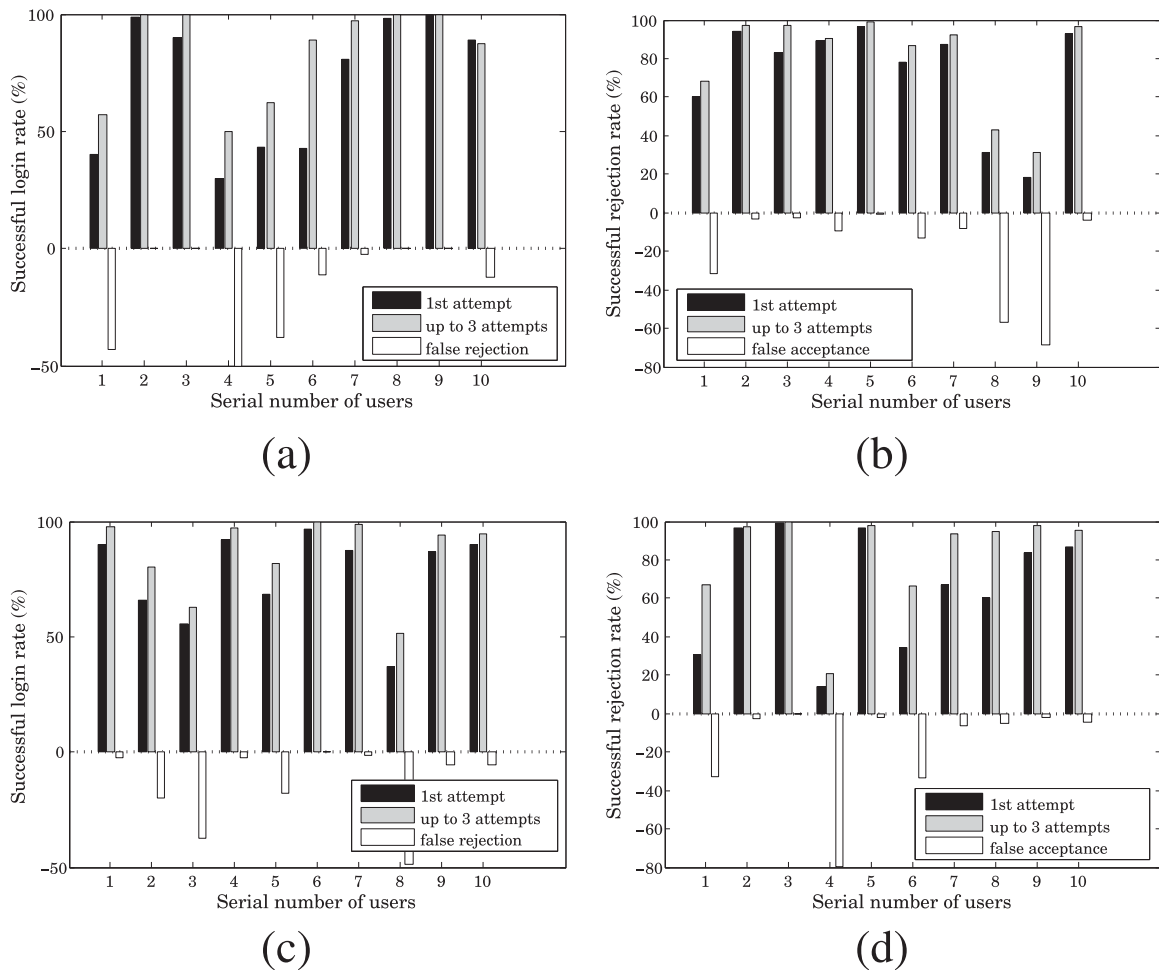 100
50
0
−50
Successful login rate (%)
1st attempt
up to 3 attempts
false rejection
1 2 3 4 5 6 7 8 9 10
Serial number of users
(a)
100
80
60
40
20
0
−20
−40
−60
−80
Successful rejection rate (%)
1st attempt
up to 3 attempts
false acceptance
1 2 3 4 5 6 7 8 9 10
Serial number of users
(b)
100
50
0
−50
Successful login rate (%)
1st attempt
up to 3 attempts
false rejection
1 2 3 4 5 6 7 8 9 10
Serial number of users
(c)
100
80
60
40
20
0
−20
−40
−60
−80
Successful rejection rate (%)
1st attempt
up to 3 attempts
false acceptance
1 2 3 4 5 6 7 8 9 10
Serial number of users
(d)